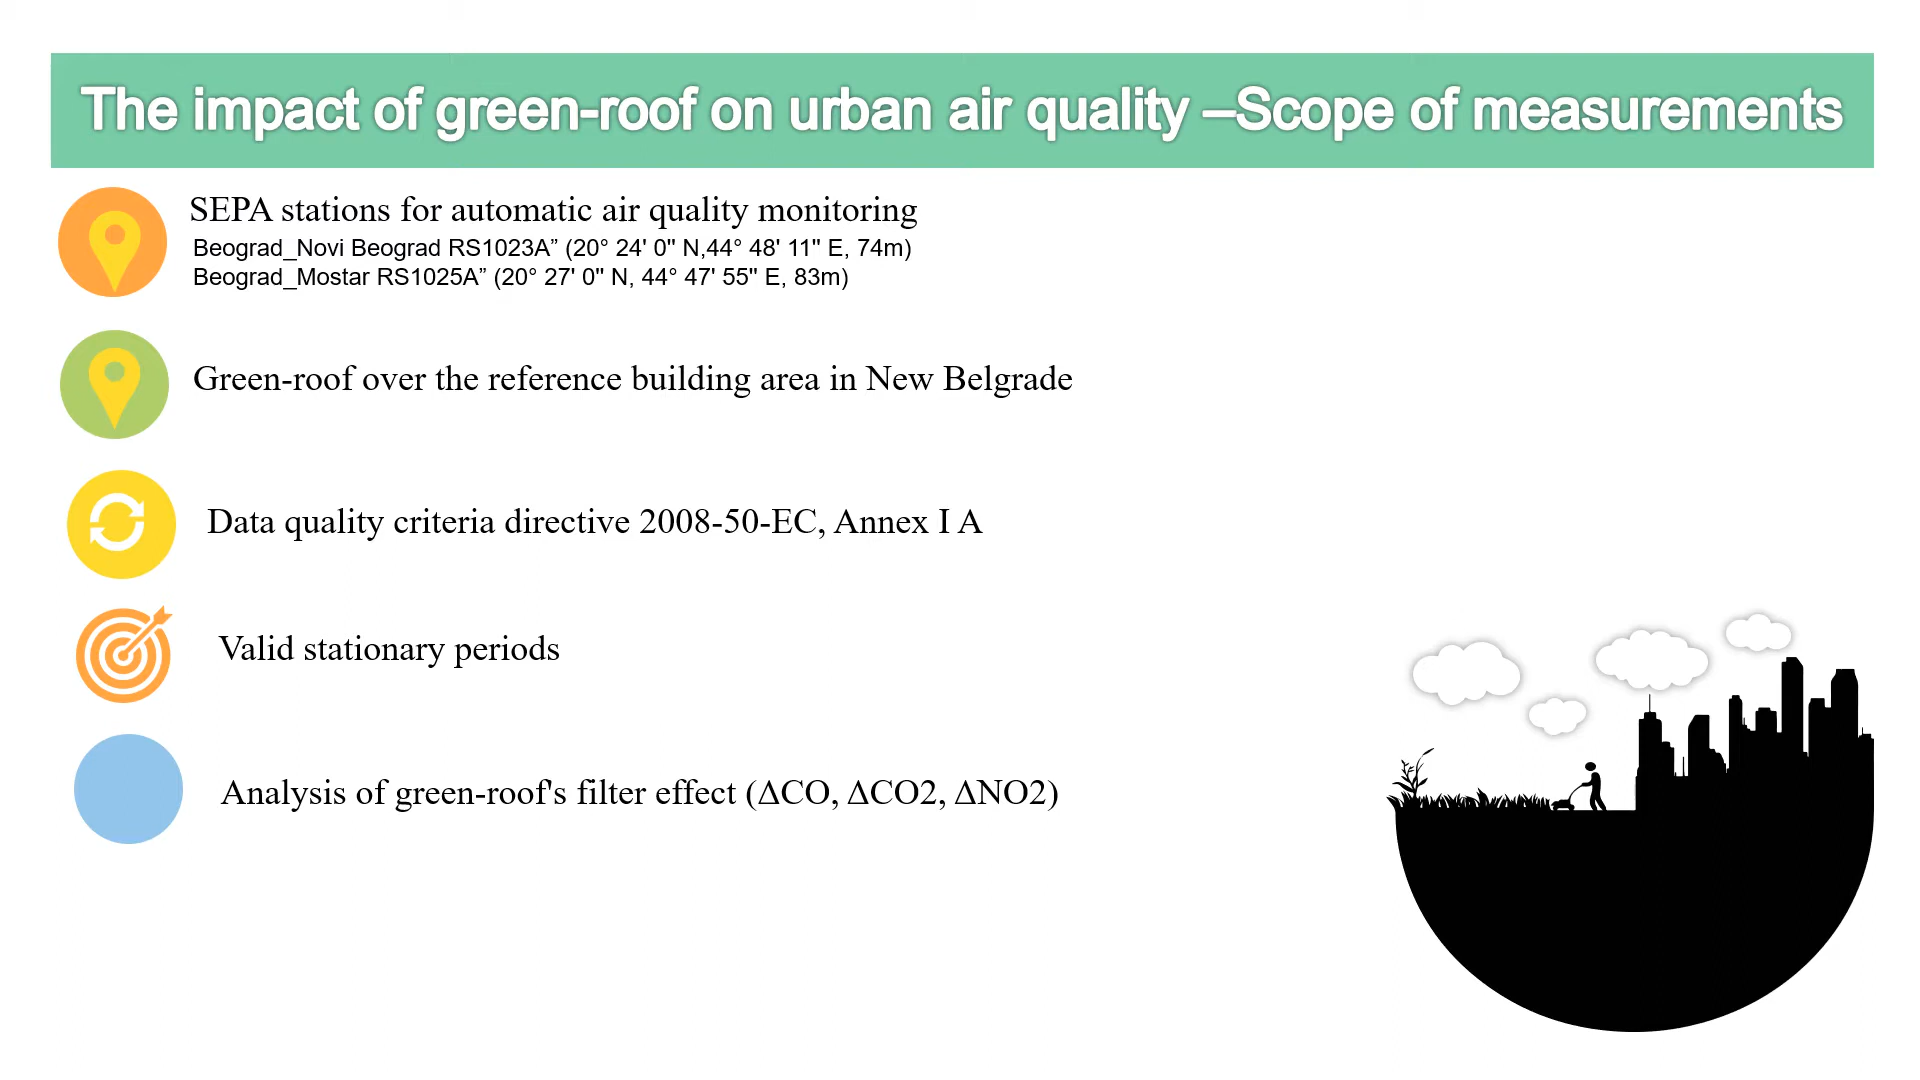 The impact of green-roof on urban air quality –Scope of measurements
SEPA stations for automatic air quality monitoring
Beograd_Novi Beograd RS1023A” (20° 24' 0" N,44° 48' 11" E, 74m)
Beograd_Mostar RS1025A” (20° 27' 0" N, 44° 47' 55" E, 83m)
Green-roof over the reference building area in New Belgrade
Data quality criteria directive 2008-50-EC, Annex I A
Valid stationary periods
Analysis of green-roof's filter effect (ΔCO, ΔCO2, ΔNO2)